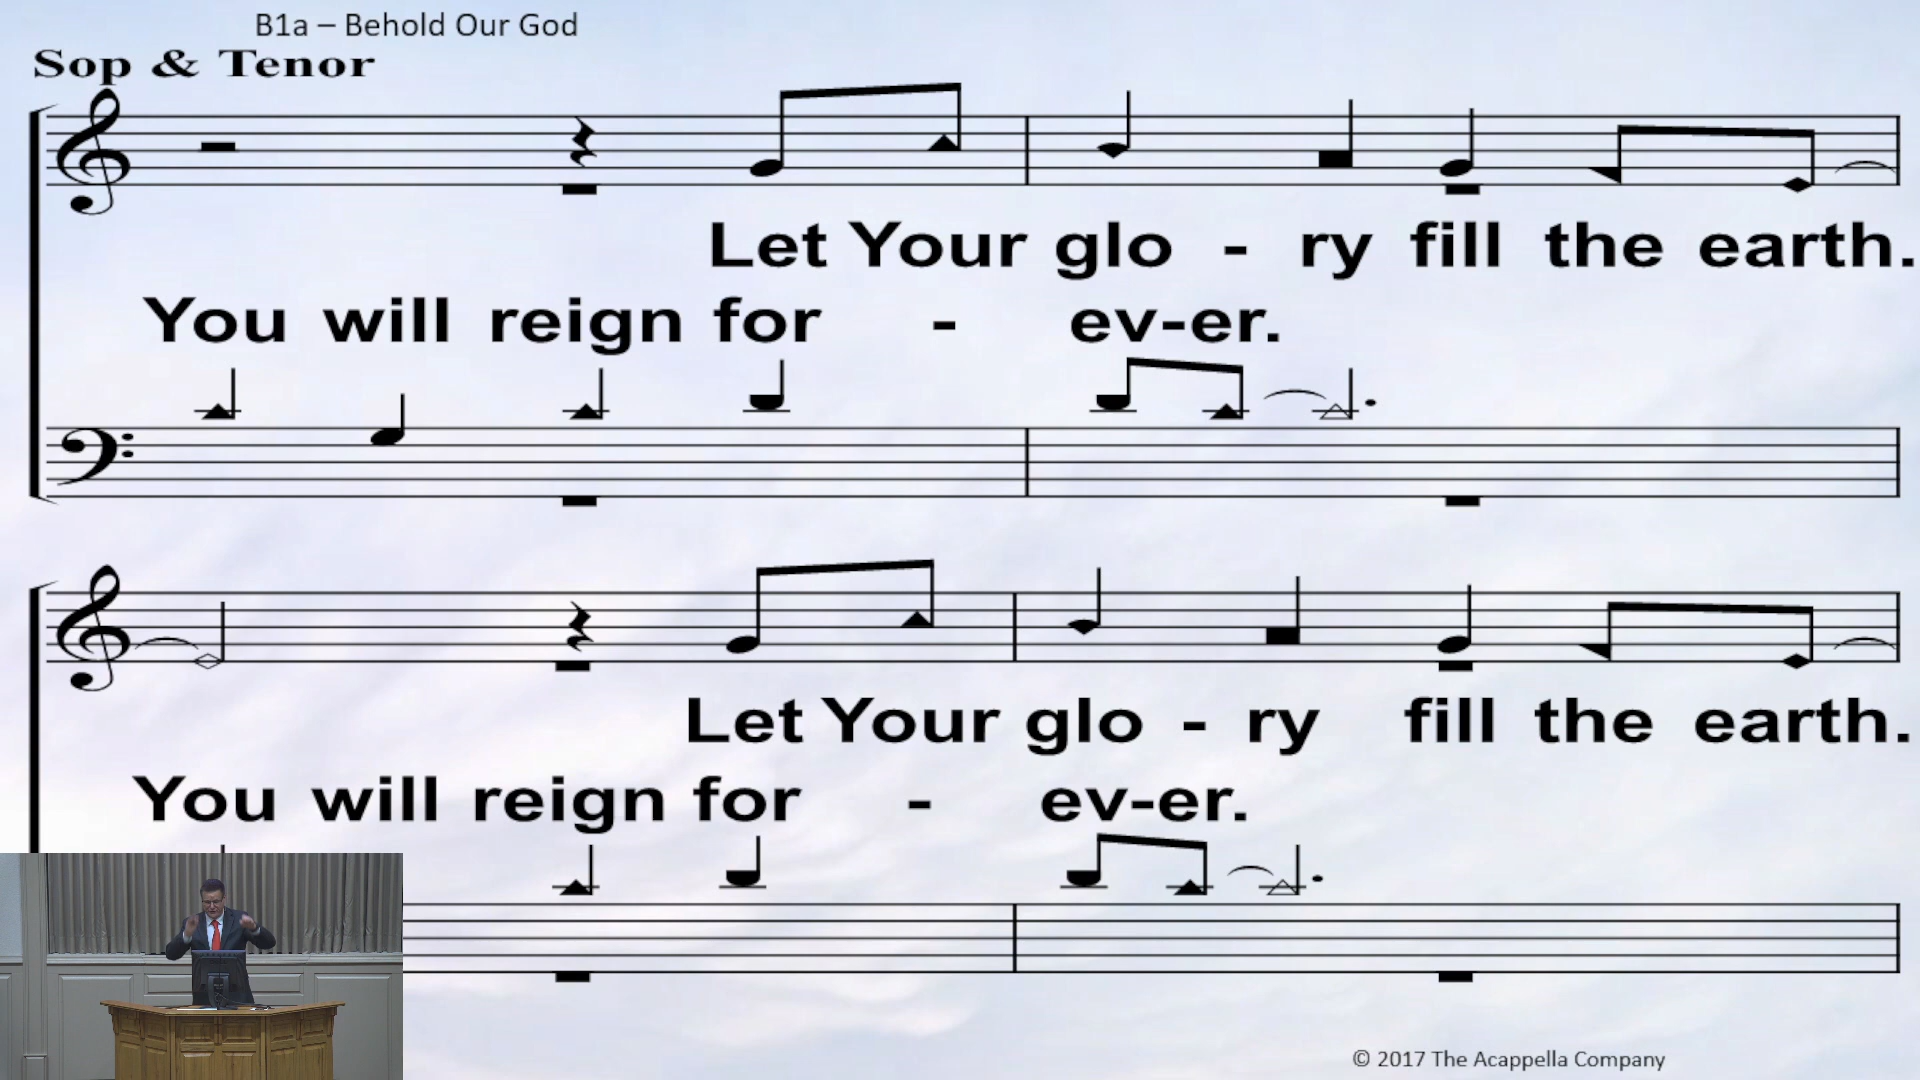 B1a – Behold Our God
Sop & Tenor
Let Your glo - ry fill the earth.
You will reign for - ev-er.
Let Your glo - ry fill the earth.
You will reign for - ev-er.
© 2017 The Acappella Company